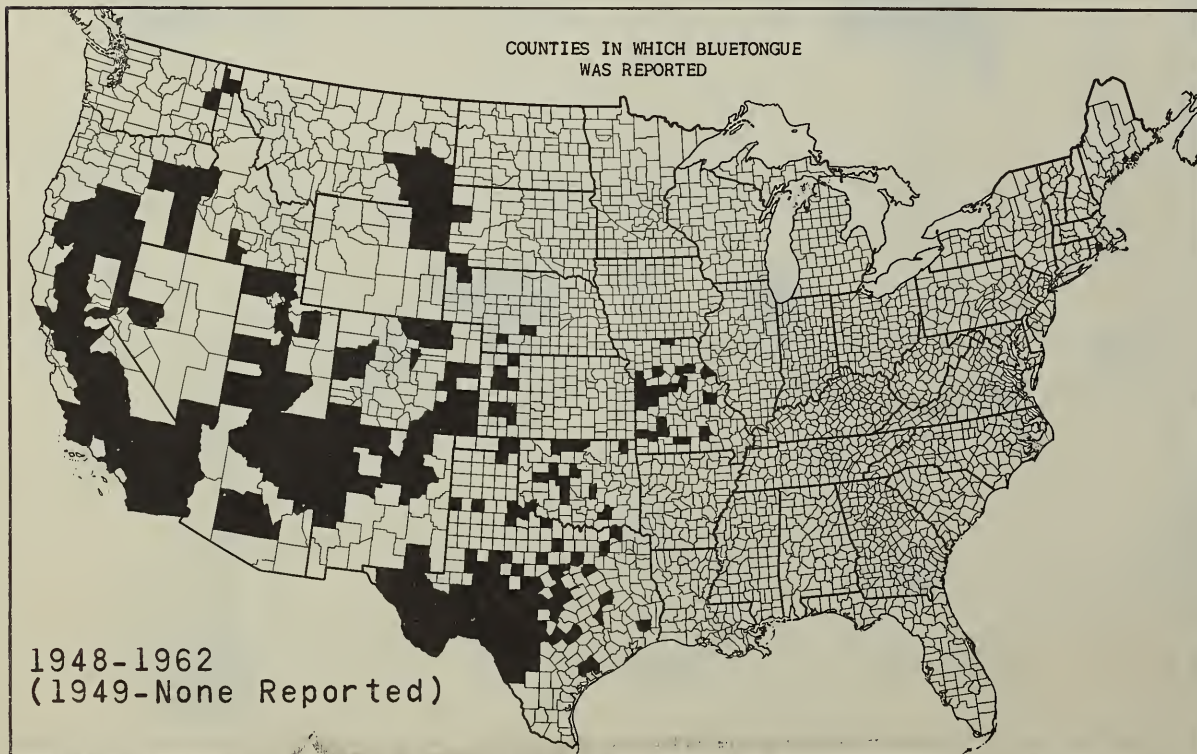 COUNTIES IN WHICH BLUETONGUE
WAS REPORTED
1948-1962
(1949-None Reported)